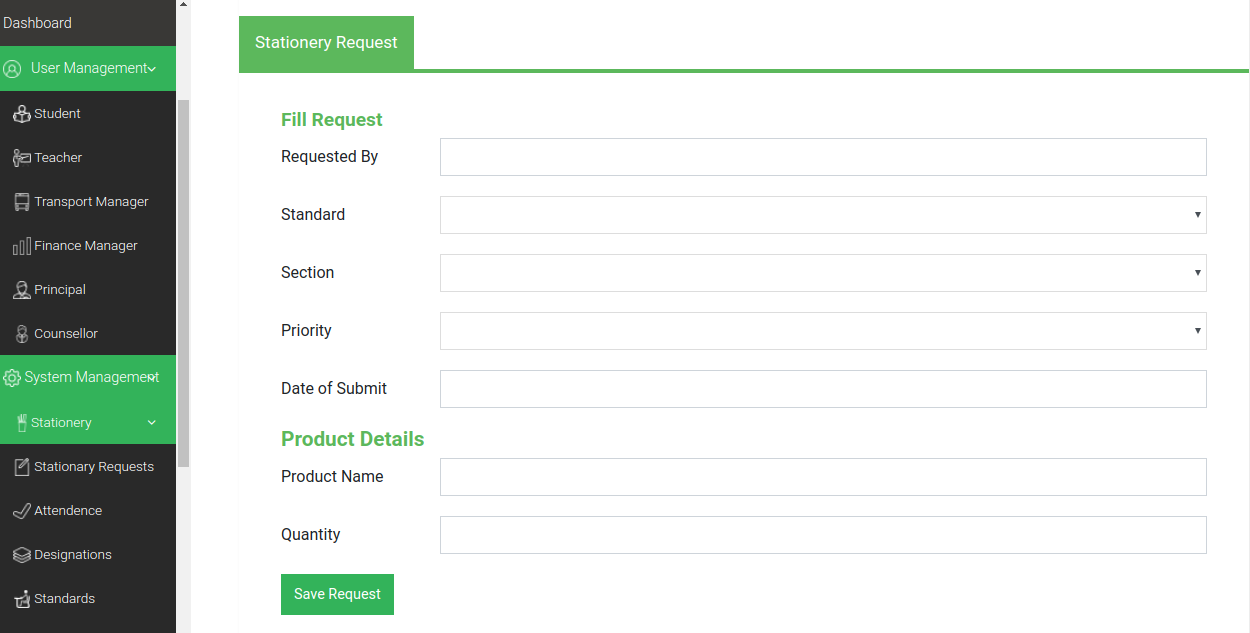 Dashboard
User Management
Student
Teacher
Transport Manager
Finance Manager
Principal
Counsellor
System Management
Stationery
Stationary Requests
Attendence
Designations
Standards
Stationery Request
Fill Request
Requested By
Standard
Section
Priority
Date of Submit
Product Details
Product Name
Quantity
Save Request